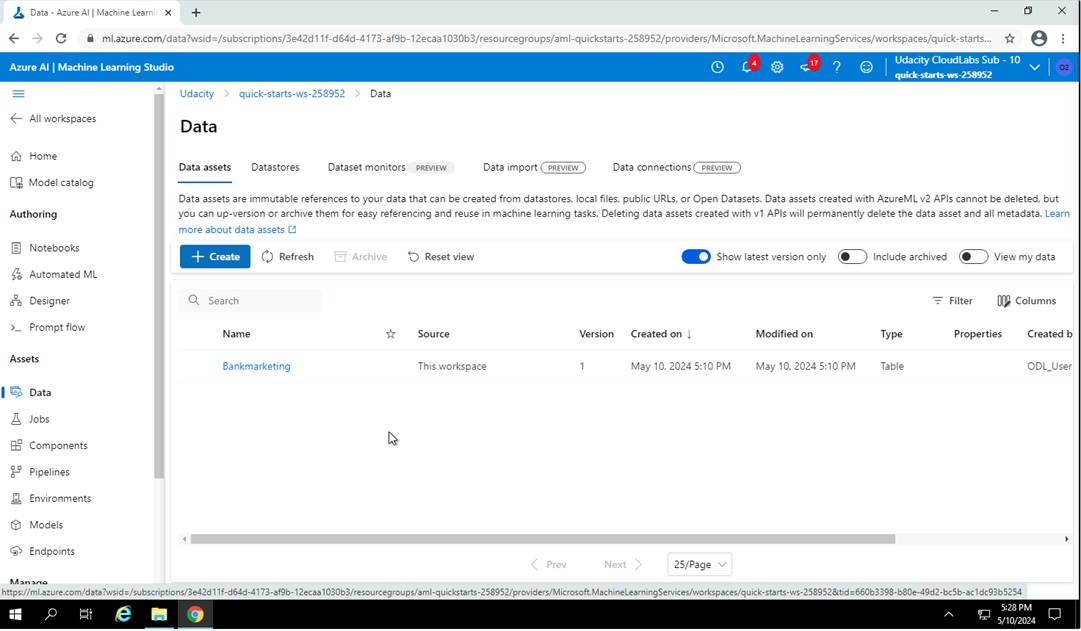 Data - Azure AI | Machine Learni
ml.azure.com/data?wsid=/subscriptions/3e42d11f-d64d-4173-af9b-12ecaa1030b3/resourcegroups/aml-quickstarts-258952/providers/Microsoft.MachineLearningServices/workspaces/quick-starts...
Azure AI | Machine Learning Studio
4
17
Udacity CloudLabs Sub - 10
quick-starts-ws-258952
O2
Udacity > quick-starts-ws-258952 > Data
All workspaces
Home
Model catalog
Authoring
Notebooks
Automated ML
Designer
Prompt flow
Assets
Data
Jobs
Components
Pipelines
Environments
Models
Endpoints
Manage
Data
Data assets Datastores Dataset monitors PREVIEW Data import PREVIEW Data connections PREVIEW
Data assets are immutable references to your data that can be created from datastores, local files, public URLs, or Open Datasets. Data assets created with AzureML v2 APIs cannot be deleted, but
you can up-version or archive them for easy referencing and reuse in machine learning tasks. Deleting data assets created with v1 APIs will permanently delete the data asset and all metadata. Learn
more about data assets
Create Refresh Archive Reset view Show latest version only Include archived View my data
Search Filter Columns
Name Source Version Created on ↓ Modified on Type Properties Created b
Bankmarketing This workspace 1 May 10, 2024 5:10 PM May 10, 2024 5:10 PM Table ODL_User
Prev Next 25/Page
https://ml.azure.com/data?wsid=/subscriptions/3e42d11f-d64d-4173-af9b-12ecaa1030b3/resourcegroups/aml-quickstarts-258952/providers/Microsoft.MachineLearningServices/workspaces/quick-starts-ws-258952&tid=660b3398-b80e-49d2-bc5b-ac1dc93b5254
5:28 PM
5/10/2024